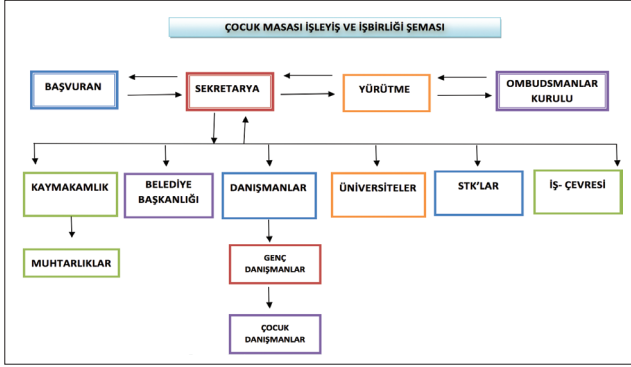 ÇOCUK MASASI İŞLEYİŞ VE İŞBİRLİĞİ ŞEMASI
BAŞVURAN
SEKRETARYA
YÜRÜTME
OMBUDSMANLAR
KURULU
KAYMAKAMLIK
BELEDİYE
BAŞKANLIĞI
DANIŞMANLAR
ÜNİVERSİTELER
STK'LAR
İŞ- ÇEVRESİ
MUHTARLIKLAR
GENÇ
DANIŞMANLAR
ÇOCUK
DANIŞMANLAR